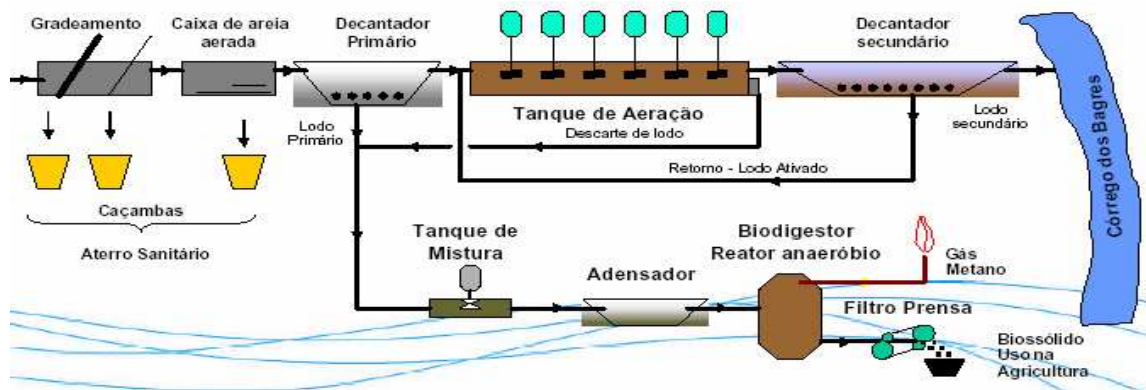 Gradeamento
Caixa de areia
aerada
Decantador
Primário
Decantador
secundário
Tanque de Aeração
Lodo
Primário
Descarte de lodo
Lodo
secundário
Retorno - Lodo Ativado
Córrego dos Bagres
Caçambas
Aterro Sanitário
Tanque de
Mistura
Adensador
Biodigestor
Reator anaeróbio
Gás
Metano
Filtro Prensa
Biossólido
Uso na
Agricultura